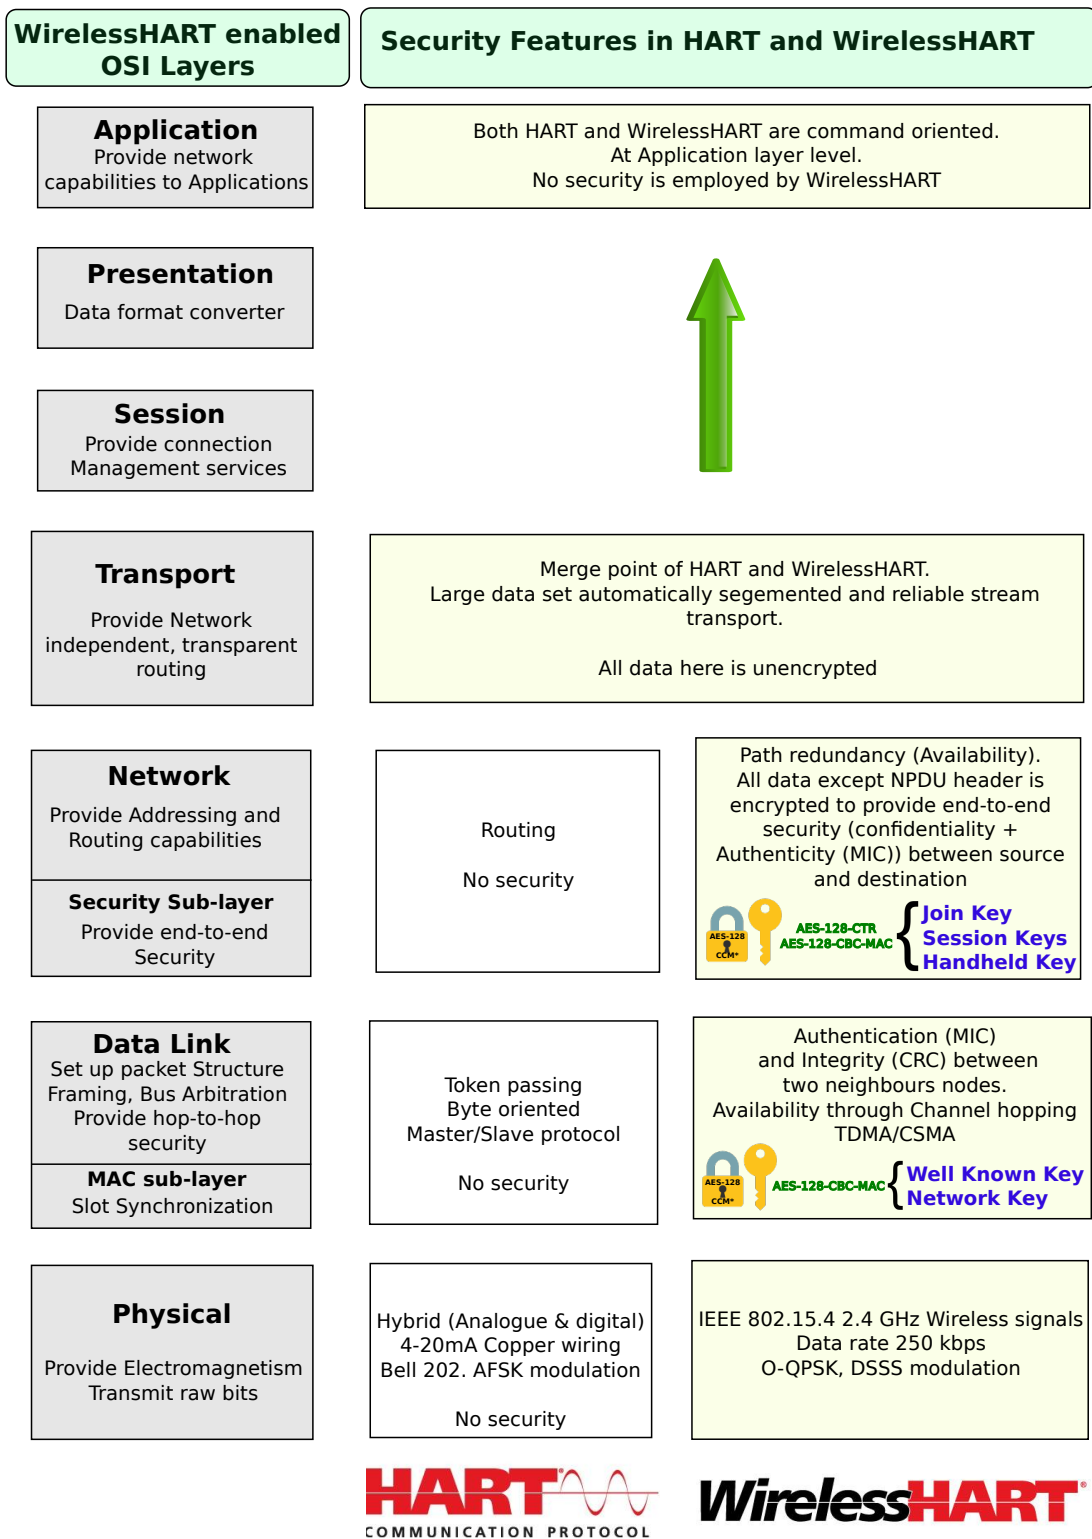 WirelessHART enabled
OSI Layers
Security Features in HART and WirelessHART
Application
Provide network
capabilities to Applications
Both HART and WirelessHART are command oriented.
At Application layer level.
No security is employed by WirelessHART
Presentation
Data format converter
Session
Provide connection
Management services
Transport
Provide Network
independent, transparent
routing
Merge point of HART and WirelessHART.
Large data set automatically segemented and reliable stream
transport.
All data here is unencrypted
Network
Provide Addressing and
Routing capabilities
Security Sub-layer
Provide end-to-end
Security
Routing
No security
Path redundancy (Availability).
All data except NPDU header is
encrypted to provide end-to-end
security (confidentiality +
Authenticity (MIC)) between source
and destination
AES-128
CCM*
AES-128-CTR
AES-128-CBC-MAC
Join Key
Session Keys
Handheld Key
Data Link
Set up packet Structure
Framing, Bus Arbitration
Provide hop-to-hop
security
MAC sub-layer
Slot Synchronization
Token passing
Byte oriented
Master/Slave protocol
No security
Authentication (MIC)
and Integrity (CRC) between
two neighbours nodes.
Availability through Channel hopping
TDMA/CSMA
AES-128
CCM*
AES-128-CBC-MAC
Well Known Key
Network Key
Physical
Provide Electromagnetism
Transmit raw bits
Hybrid (Analogue & digital)
4-20mA Copper wiring
Bell 202. AFSK modulation
No security
IEEE 802.15.4 2.4 GHz Wireless signals
Data rate 250 kbps
O-QPSK, DSSS modulation
HART®
COMMUNICATION PROTOCOL
WirelessHART®